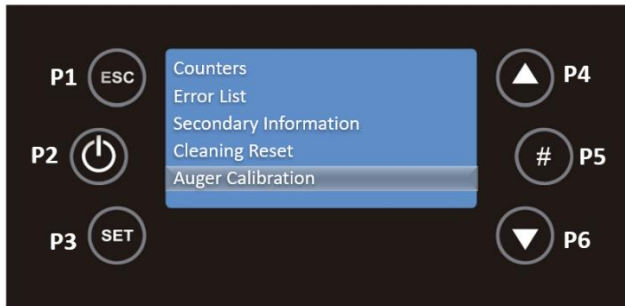 P1 ESC
P2
P3 SET
Counters
Error List
Secondary Information
Cleaning Reset
Auger Calibration
P4
# P5
P6